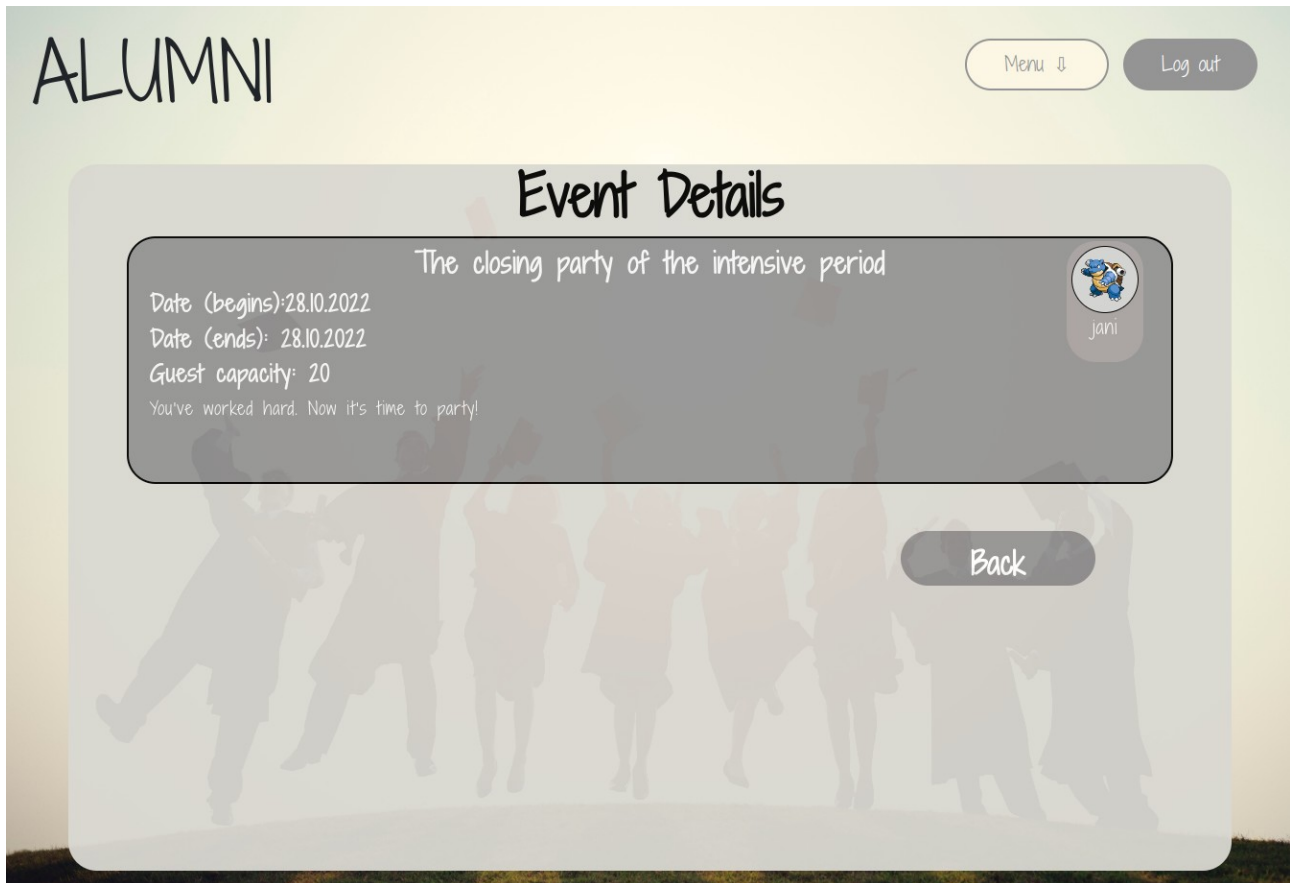 ALUMNI
Menu ⇩
Log out
Event Details
The closing party of the intensive period
jani
Date (begins):28.10.2022
Date (ends): 28.10.2022
Guest capacity: 20
You've worked hard. Now it's time to party!
Back